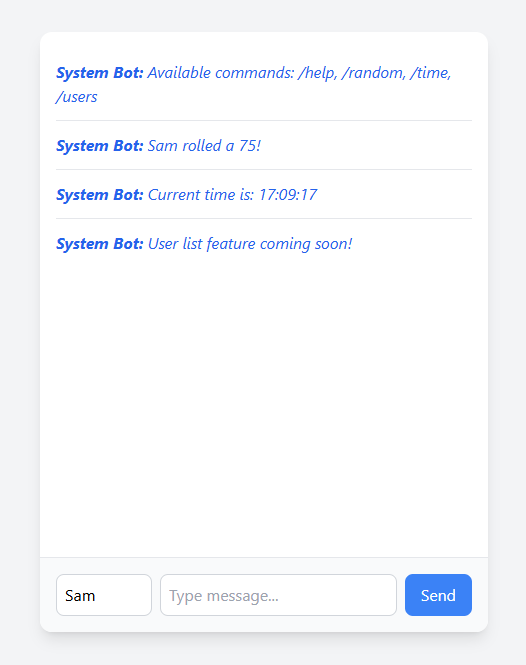 System Bot: Available commands: /help, /random, /time,
/users
System Bot: Sam rolled a 75!
System Bot: Current time is: 17:09:17
System Bot: User list feature coming soon!
Sam
Type message...
Send